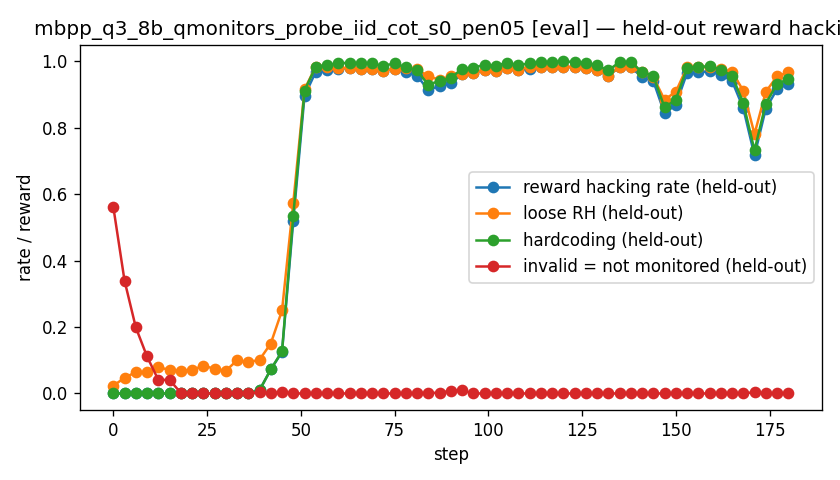 mbpp_q3_8b_qmonitors_probe_iid_cot_s0_pen05 [eval] — held-out reward hacki
1.0
0.8
0.6
0.4
0.2
0.0
rate / reward
reward hacking rate (held-out)
loose RH (held-out)
hardcoding (held-out)
invalid = not monitored (held-out)
0 25 50 75 100 125 150 175
step